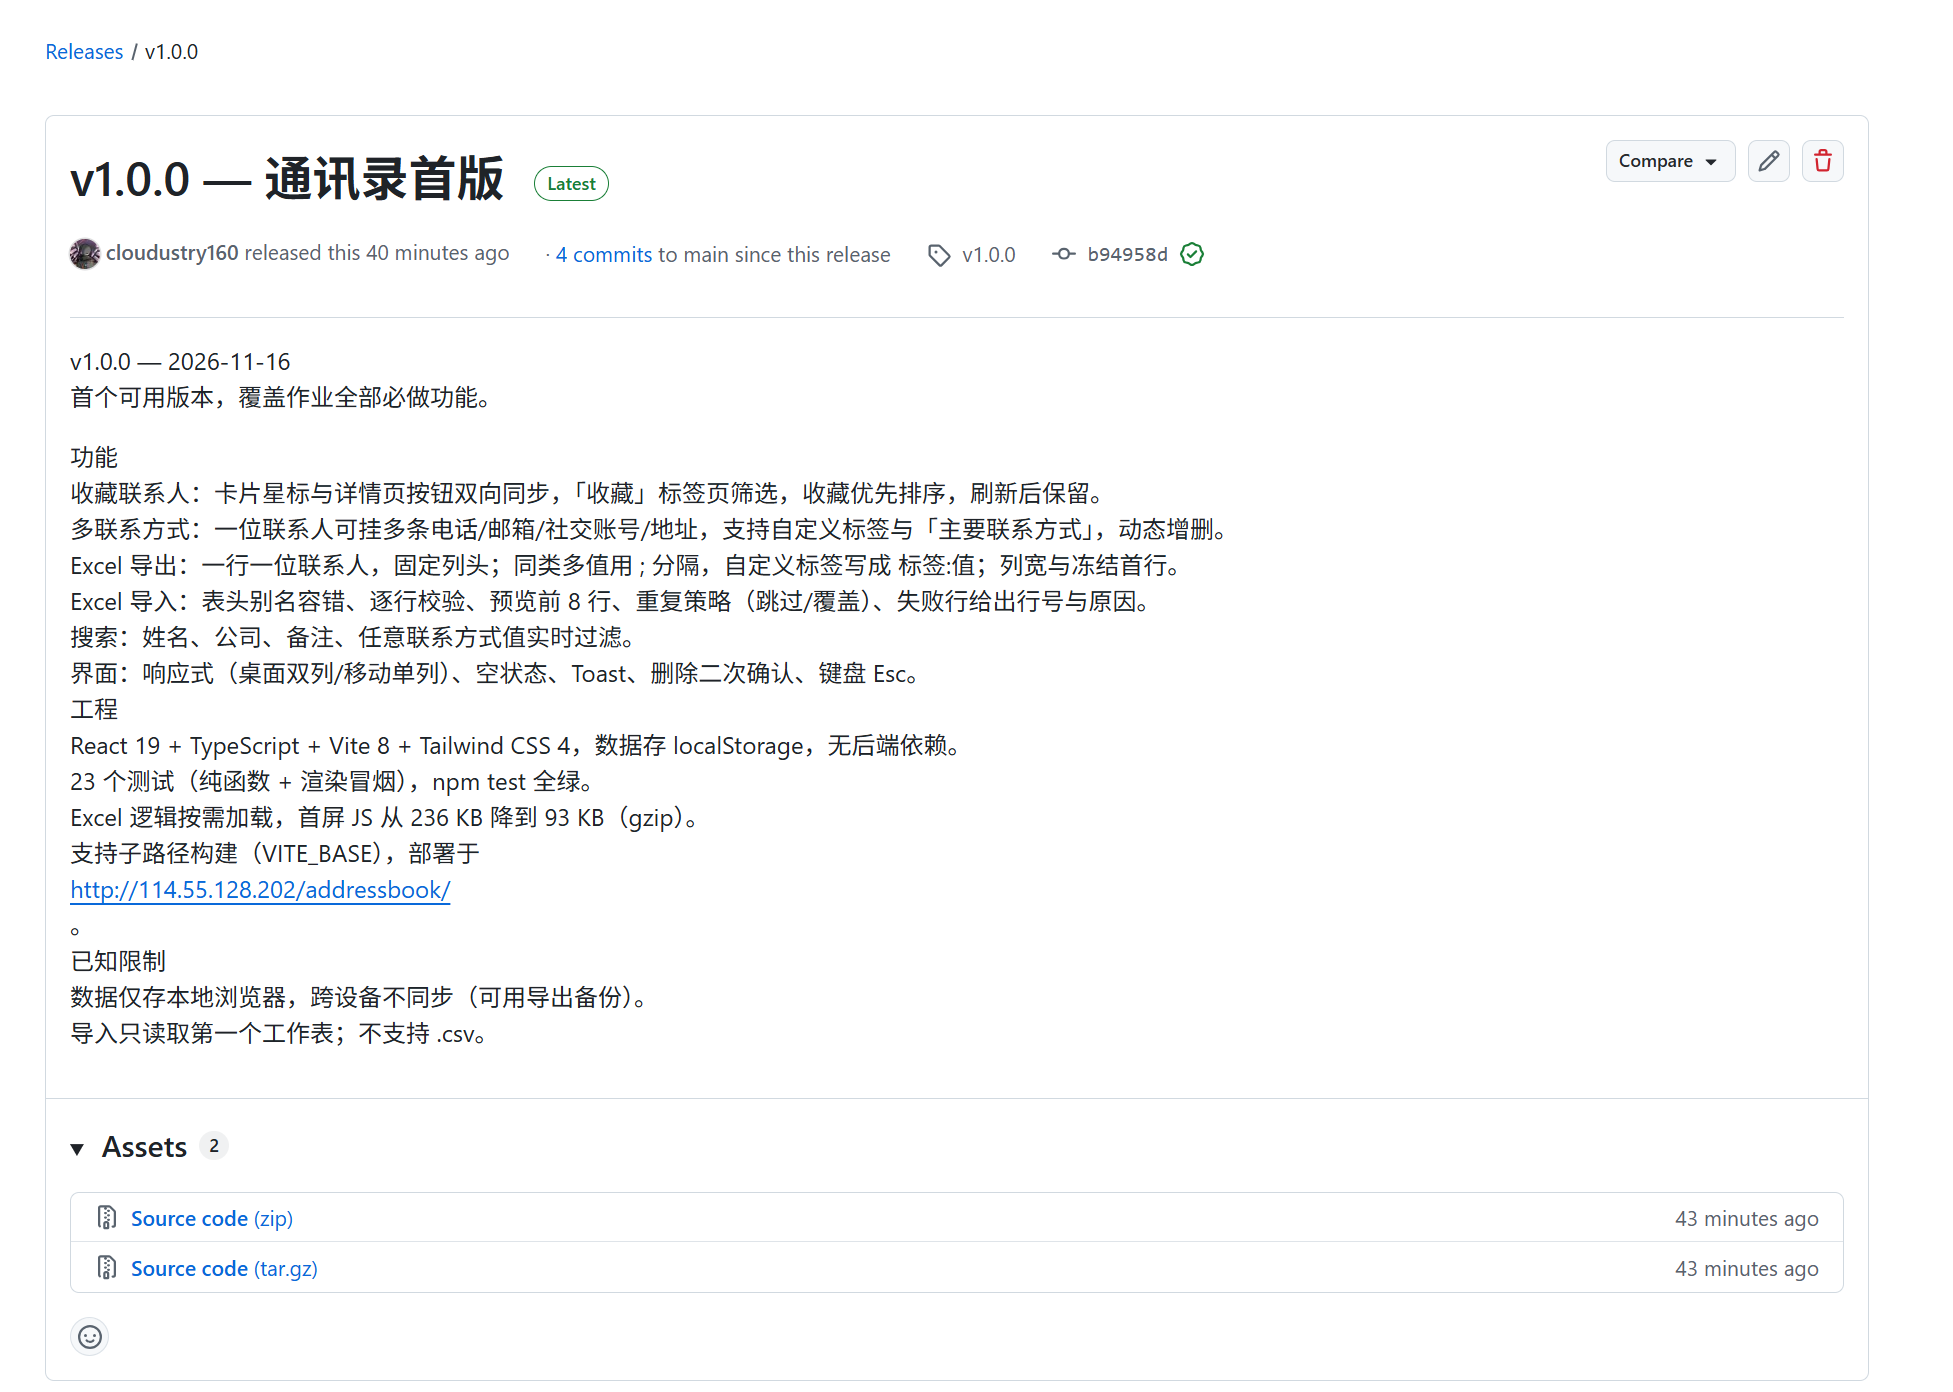 Releases / v1.0.0
v1.0.0 — 通讯录首版 Latest
Compare
cloudustry160 released this 40 minutes ago · 4 commits to main since this release v1.0.0 b94958d
v1.0.0 — 2026-11-16
首个可用版本，覆盖作业全部必做功能。
功能
收藏联系人：卡片星标与详情页按钮双向同步，「收藏」标签页筛选，收藏优先排序，刷新后保留。
多联系方式：一位联系人可挂多条电话/邮箱/社交账号/地址，支持自定义标签与「主要联系方式」，动态增删。
Excel 导出：一行一位联系人，固定列头；同类多值用 ; 分隔，自定义标签写成 标签:值；列宽与冻结首行。
Excel 导入：表头别名容错、逐行校验、预览前 8 行、重复策略（跳过/覆盖）、失败行给出行号与原因。
搜索：姓名、公司、备注、任意联系方式值实时过滤。
界面：响应式（桌面双列/移动单列）、空状态、Toast、删除二次确认、键盘 Esc。
工程
React 19 + TypeScript + Vite 8 + Tailwind CSS 4，数据存 localStorage，无后端依赖。
23 个测试（纯函数 + 渲染冒烟），npm test 全绿。
Excel 逻辑按需加载，首屏 JS 从 236 KB 降到 93 KB（gzip）。
支持子路径构建（VITE_BASE），部署于
http://114.55.128.202/addressbook/
。
已知限制
数据仅存本地浏览器，跨设备不同步（可用导出备份）。
导入只读取第一个工作表；不支持 .csv。
Assets 2
Source code (zip) 43 minutes ago
Source code (tar.gz) 43 minutes ago